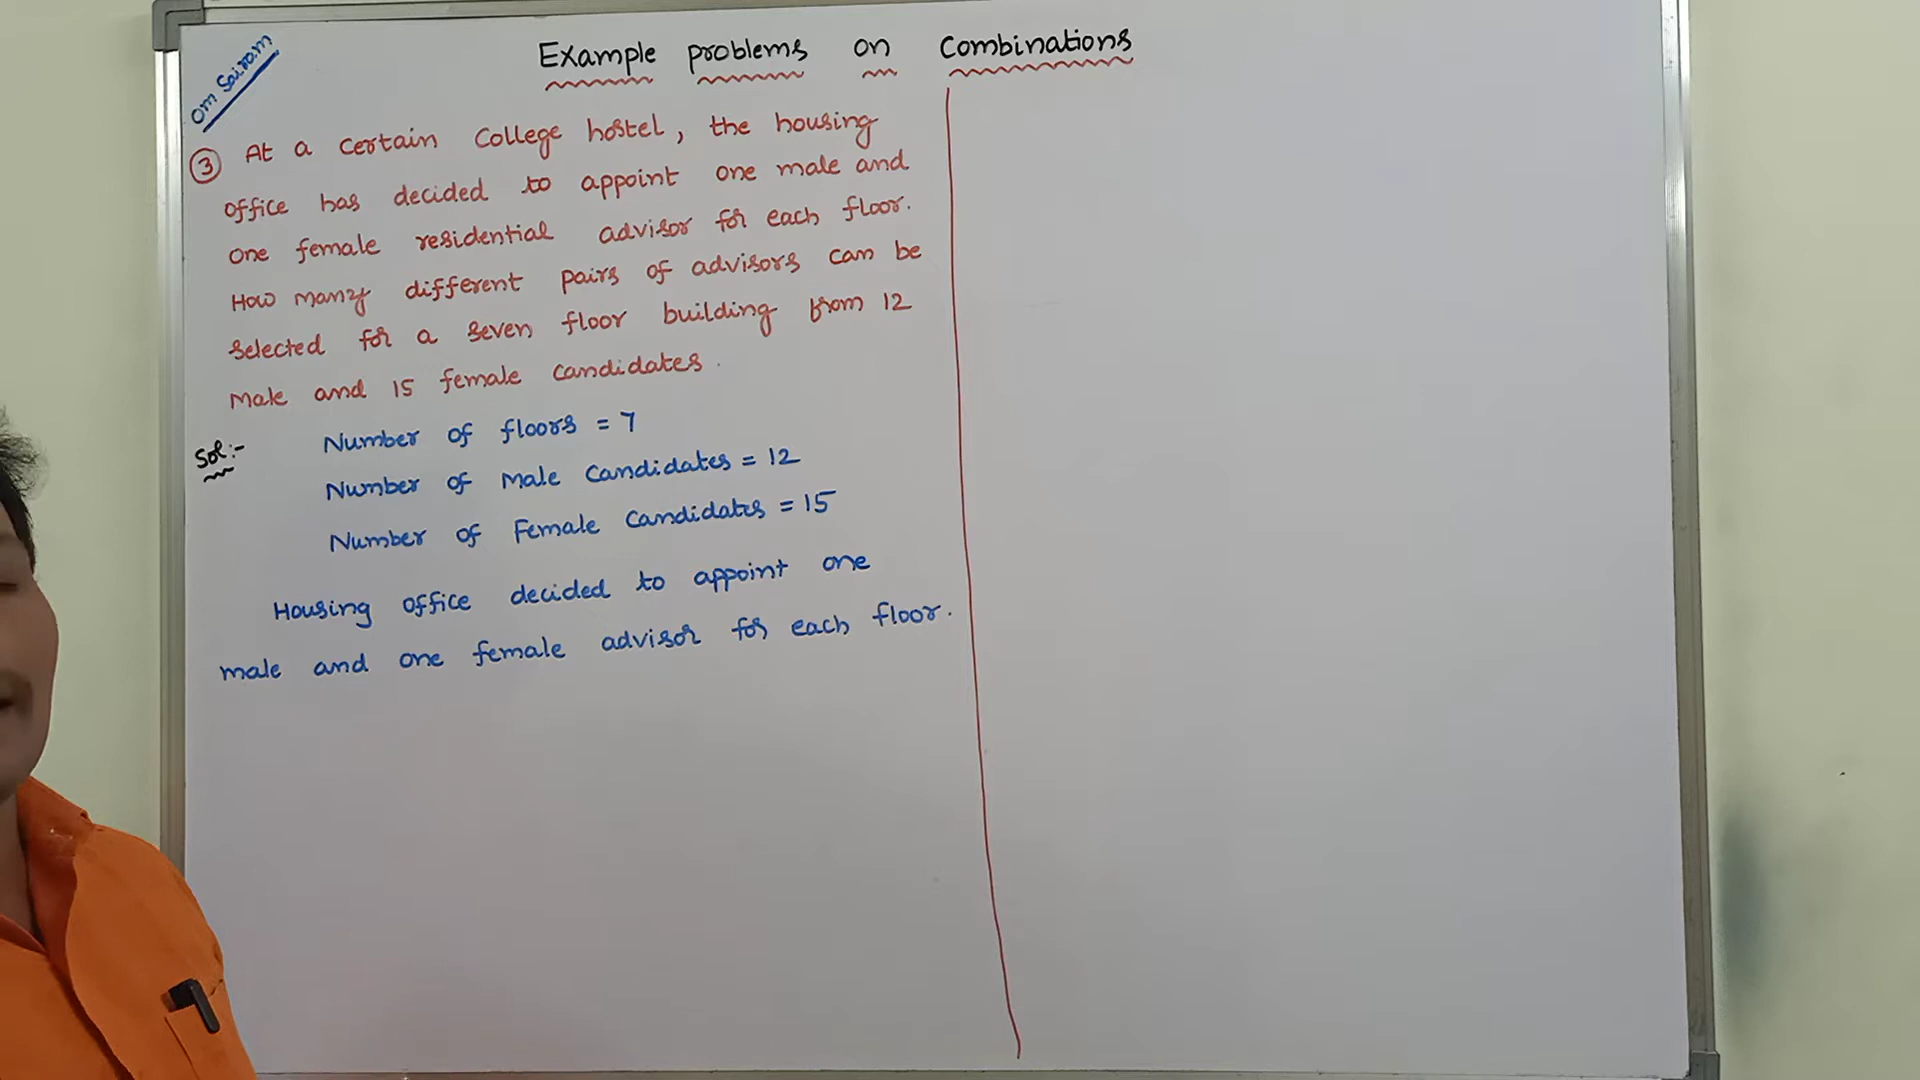 Om Sairam
Example problems on Combinations
3 At a certain College hostel, the housing
office has decided to appoint one male and
one female residential advisor for each floor.
How many different pairs of advisors can be
selected for a seven floor building from 12
Male and 15 female candidates.
Sol:- Number of floors = 7
Number of Male Candidates = 12
Number of Female Candidates = 15
Housing office decided to appoint one
male and one female advisor for each floor.